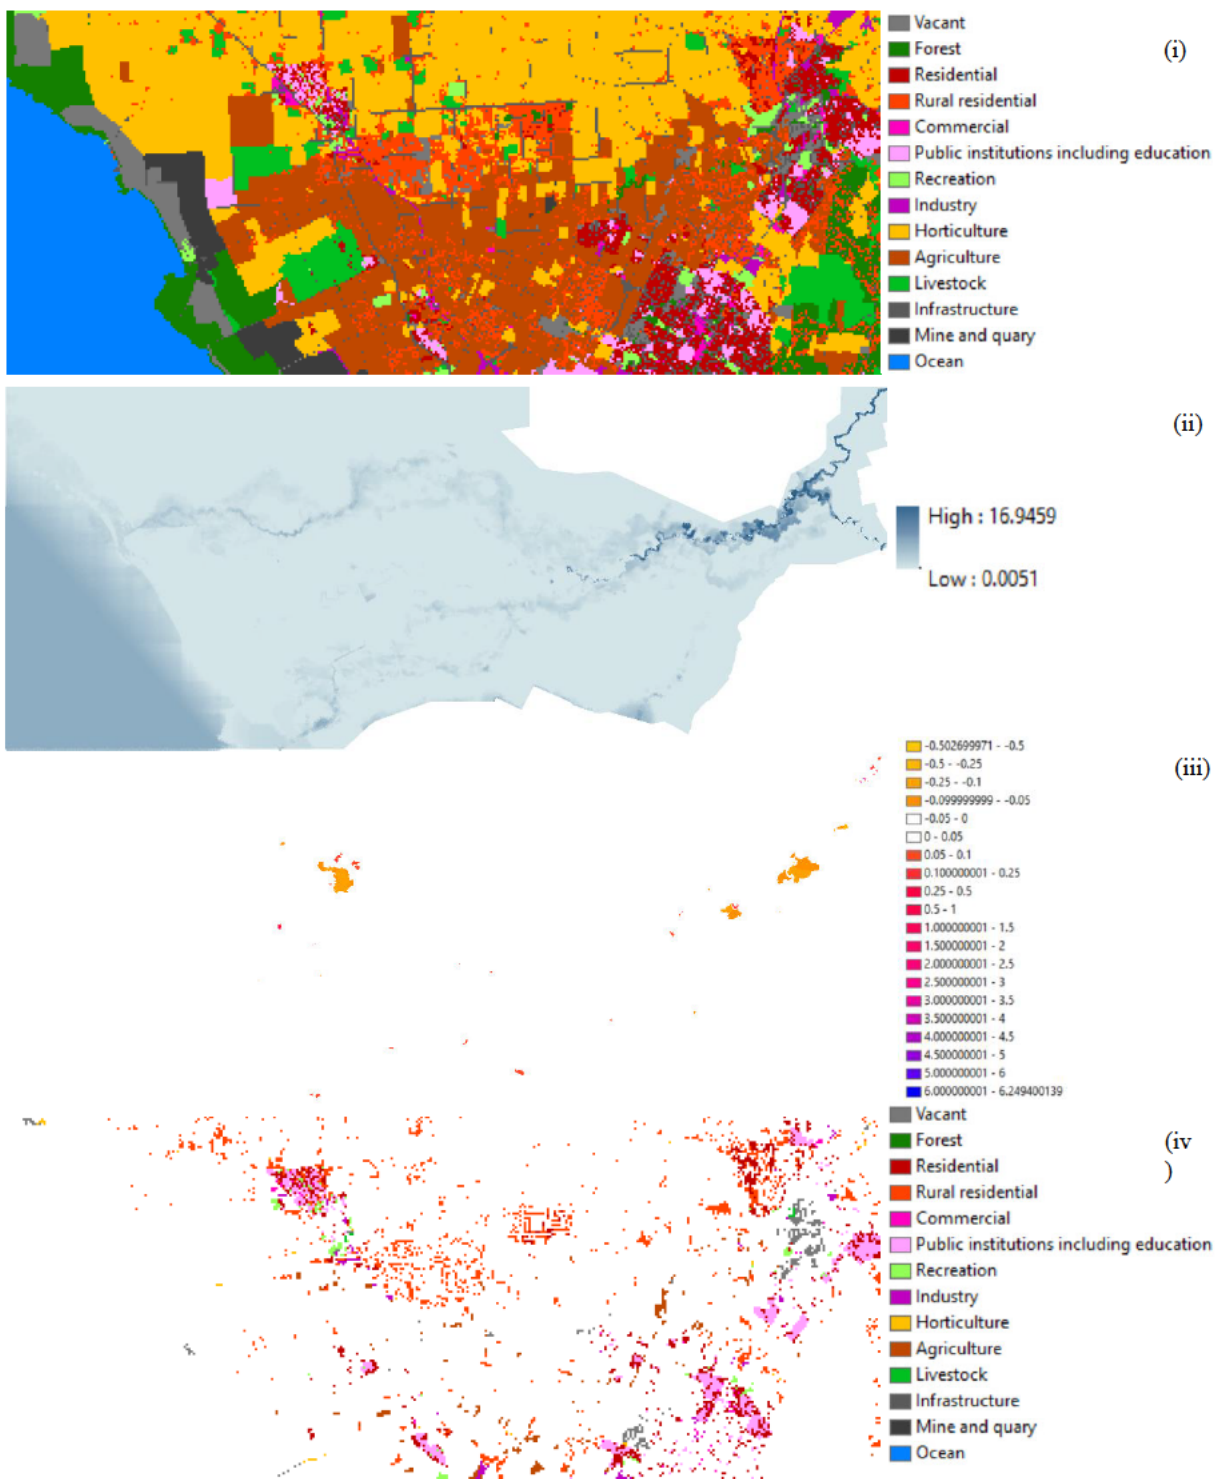 Vacant
(i)
Forest
Residential
Rural residential
Commercial
Public institutions including education
Recreation
Industry
Horticulture
Agriculture
Livestock
Infrastructure
Mine and quary
Ocean
(ii)
High : 16.9459
Low : 0.0051
-0.502699971 - -0.5
(iii)
-0.5 - -0.25
-0.25 - -0.1
-0.099999999 - -0.05
-0.05 - 0
0 - 0.05
0.05 - 0.1
0.100000001 - 0.25
0.25 - 0.5
0.5 - 1
1.000000001 - 1.5
1.500000001 - 2
2.000000001 - 2.5
2.500000001 - 3
3.000000001 - 3.5
3.500000001 - 4
4.000000001 - 4.5
4.500000001 - 5
5.000000001 - 6
6.000000001 - 6.249400139
Vacant
Forest
(iv
)
Residential
Rural residential
Commercial
Public institutions including education
Recreation
Industry
Horticulture
Agriculture
Livestock
Infrastructure
Mine and quary
Ocean